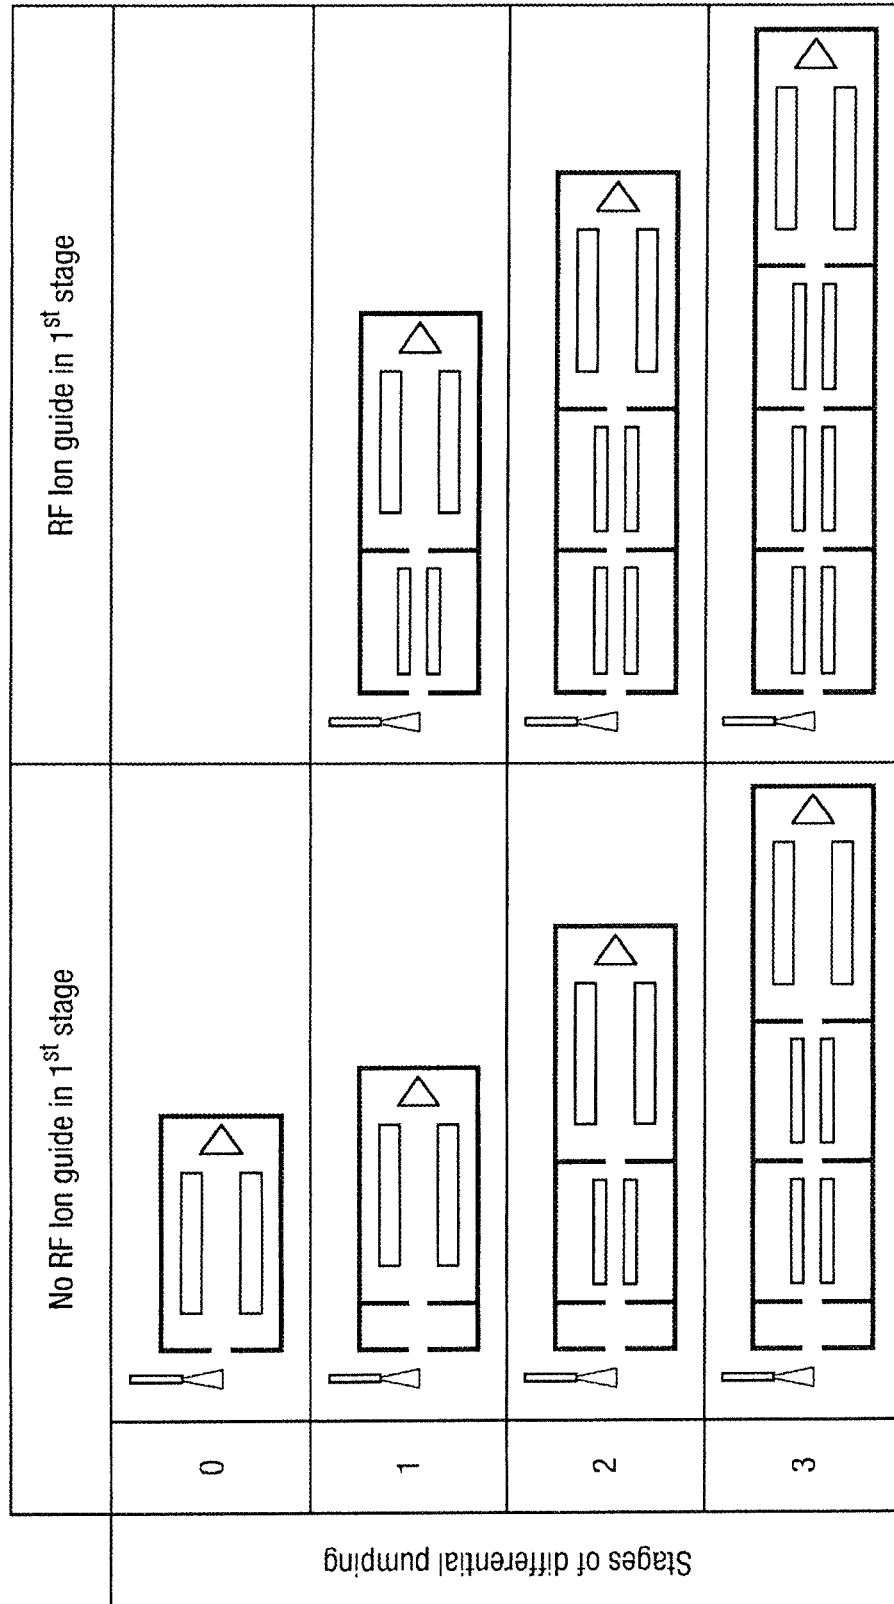 No RF Ion guide in 1st stage
RF Ion guide in 1st stage
Stages of differential pumping
0
1
2
3